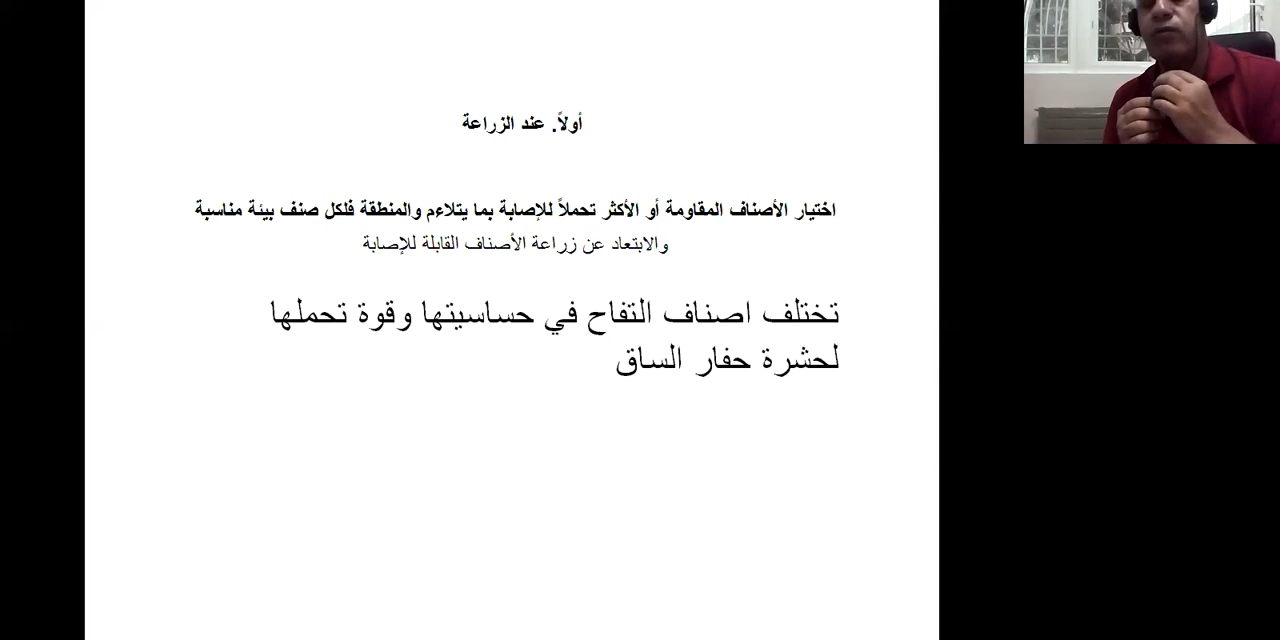 أولاً. عند الزراعة
اختيار الأصناف المقاومة أو الأكثر تحملاً للإصابة بما يتلاءم والمنطقة فلكل صنف بيئة مناسبة
والابتعاد عن زراعة الأصناف القابلة للإصابة
تختلف اصناف التفاح في حساسيتها وقوة تحملها
لحشرة حفار الساق